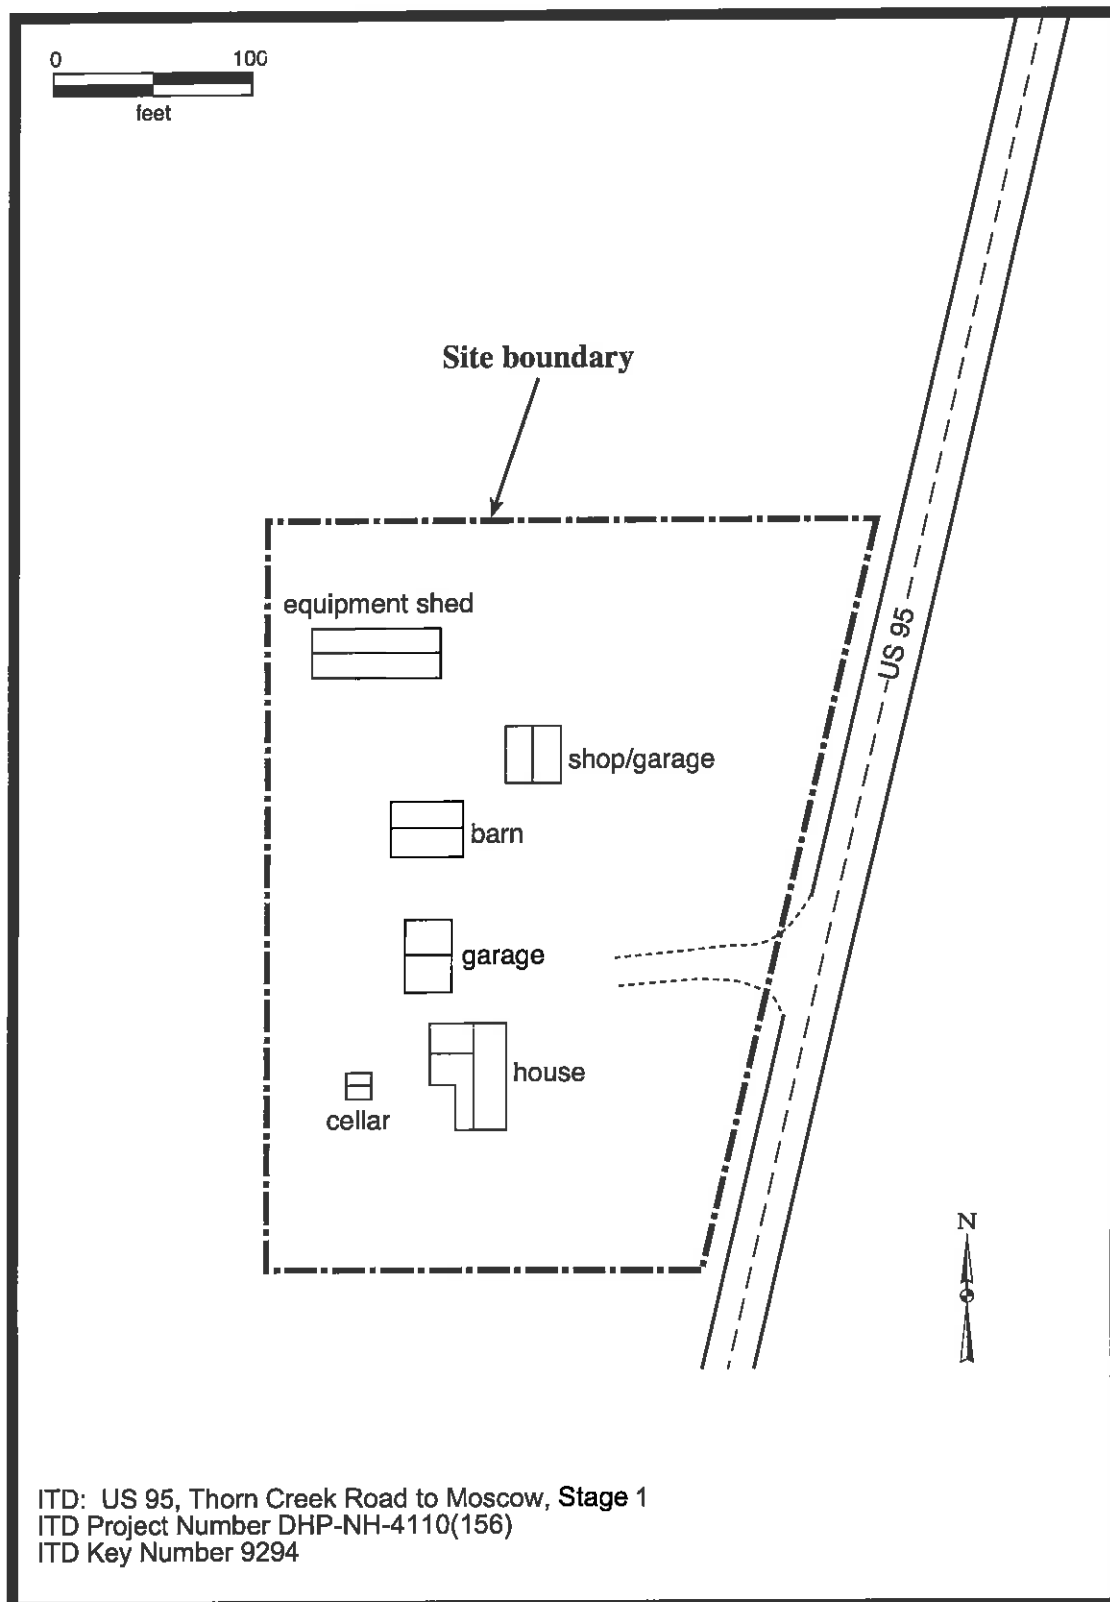 0 100
feet
Site boundary
equipment shed
US 95
shop/garage
barn
garage
house
cellar
N
ITD: US 95, Thorn Creek Road to Moscow, Stage 1
ITD Project Number DHP-NH-4110(156)
ITD Key Number 9294